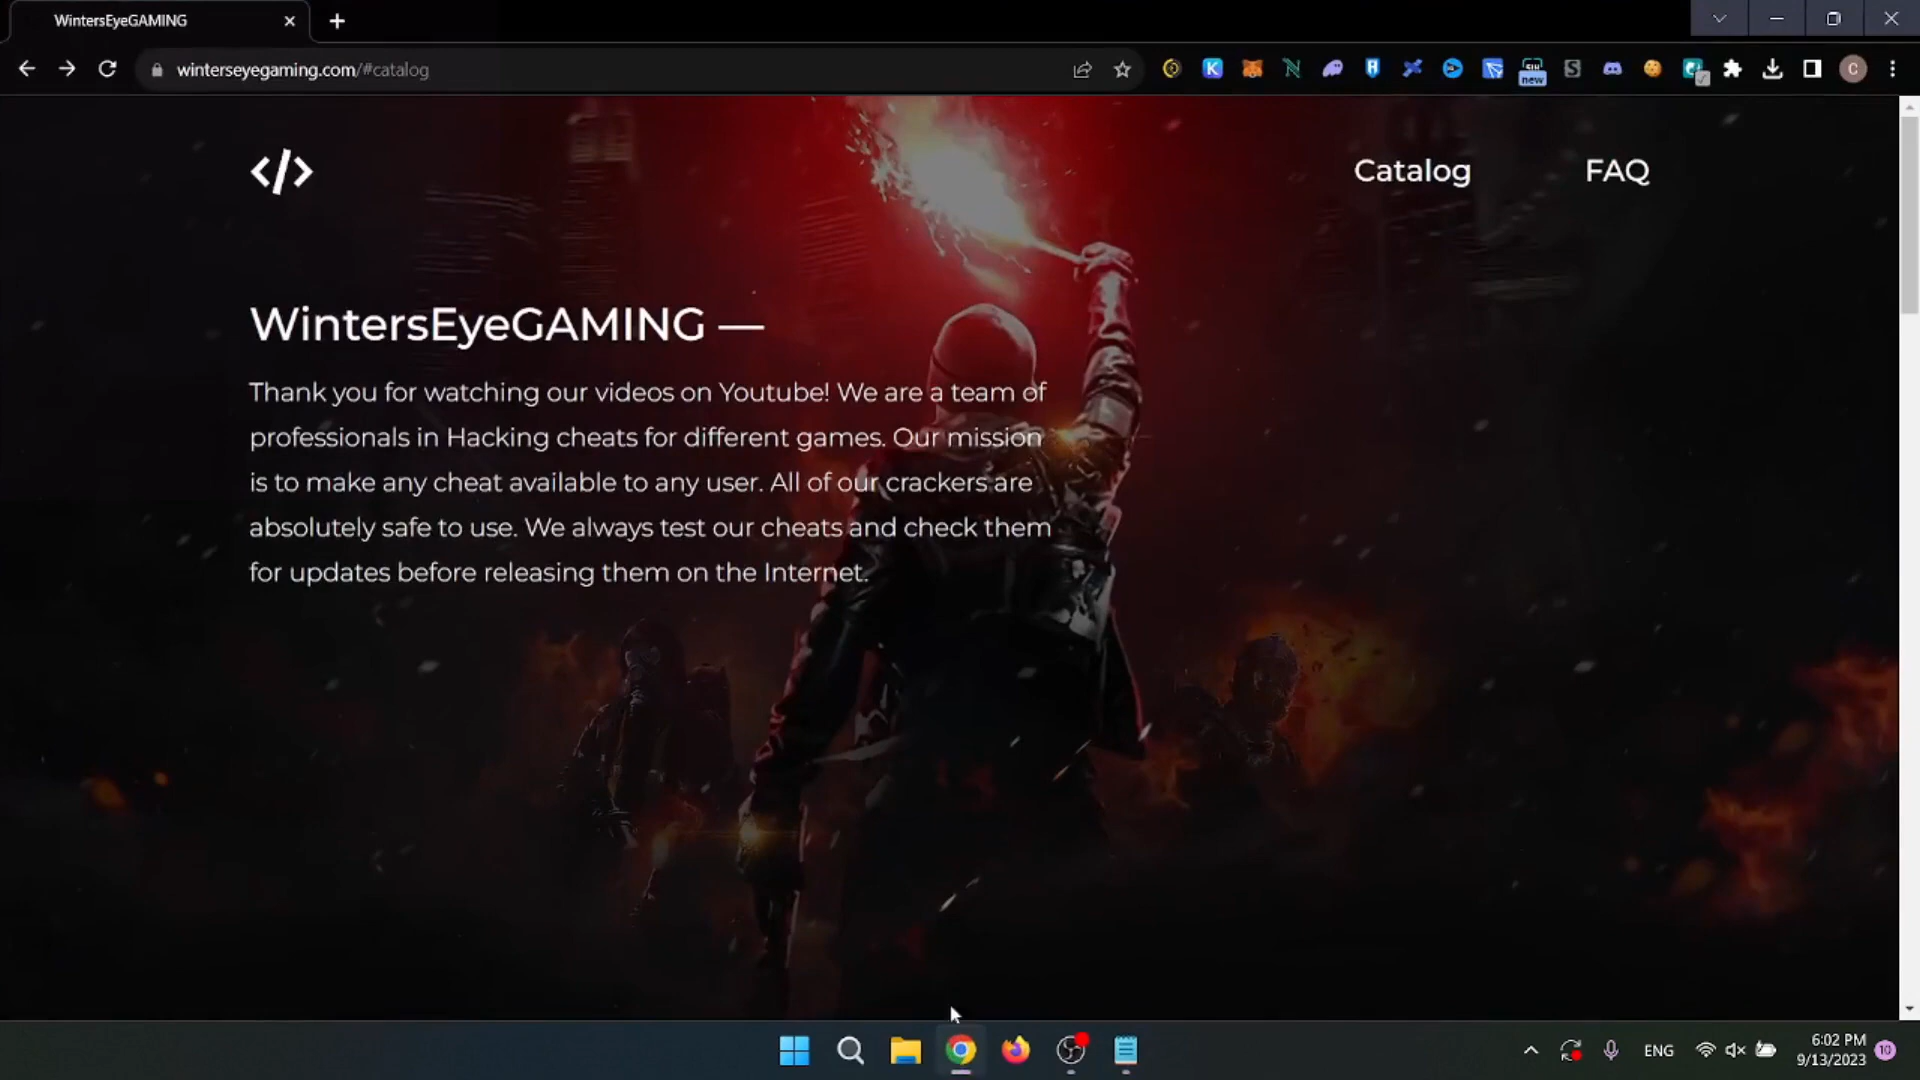 WintersEyeGAMING
winterseyegaming.com/#catalog
new
C
</>
Catalog
FAQ
WintersEyeGAMING —
Thank you for watching our videos on Youtube! We are a team of
professionals in Hacking cheats for different games. Our mission
is to make any cheat available to any user. All of our crackers are
absolutely safe to use. We always test our cheats and check them
for updates before releasing them on the Internet.
ENG
6:02 PM
9/13/2023
10